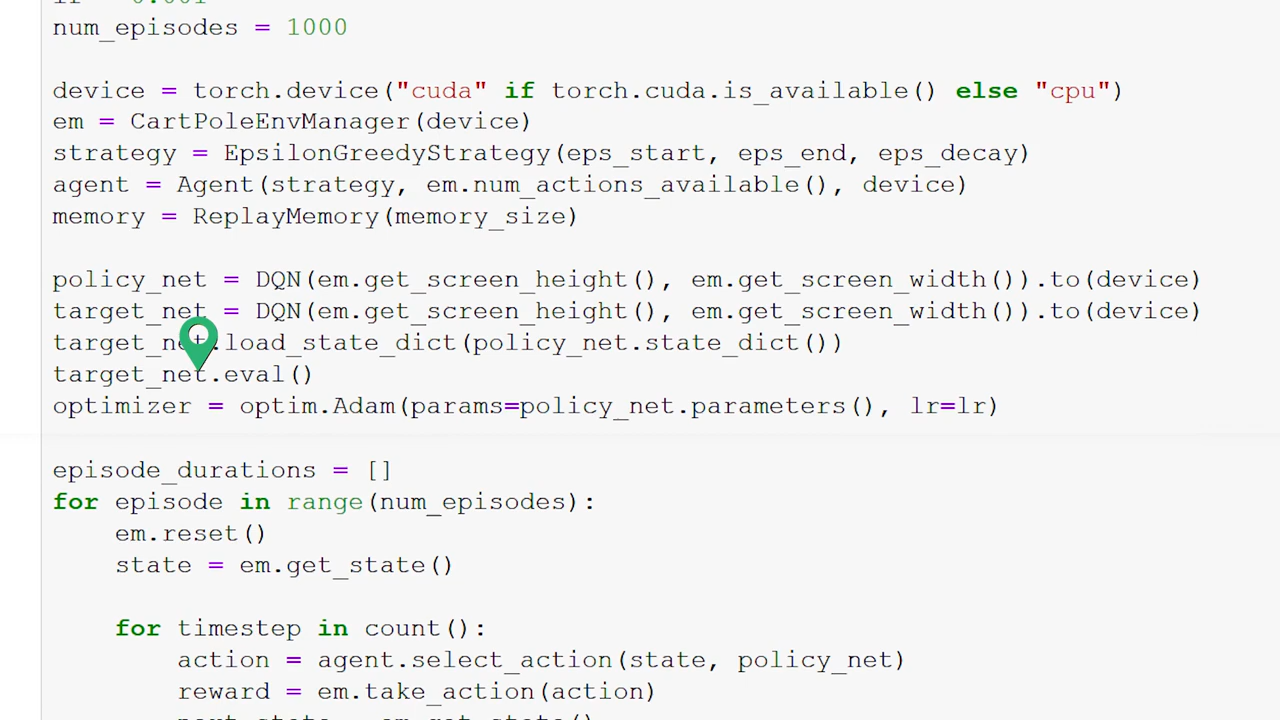 num_episodes = 1000
device = torch.device("cuda" if torch.cuda.is_available() else "cpu")
em = CartPoleEnvManager(device)
strategy = EpsilonGreedyStrategy(eps_start, eps_end, eps_decay)
agent = Agent(strategy, em.num_actions_available(), device)
memory = ReplayMemory(memory_size)
policy_net = DQN(em.get_screen_height(), em.get_screen_width()).to(device)
target_net = DQN(em.get_screen_height(), em.get_screen_width()).to(device)
target_net.load_state_dict(policy_net.state_dict())
target_net.eval()
optimizer = optim.Adam(params=policy_net.parameters(), lr=lr)
episode_durations = []
for episode in range(num_episodes):
    em.reset()
    state = em.get_state()
    for timestep in count():
        action = agent.select_action(state, policy_net)
        reward = em.take_action(action)